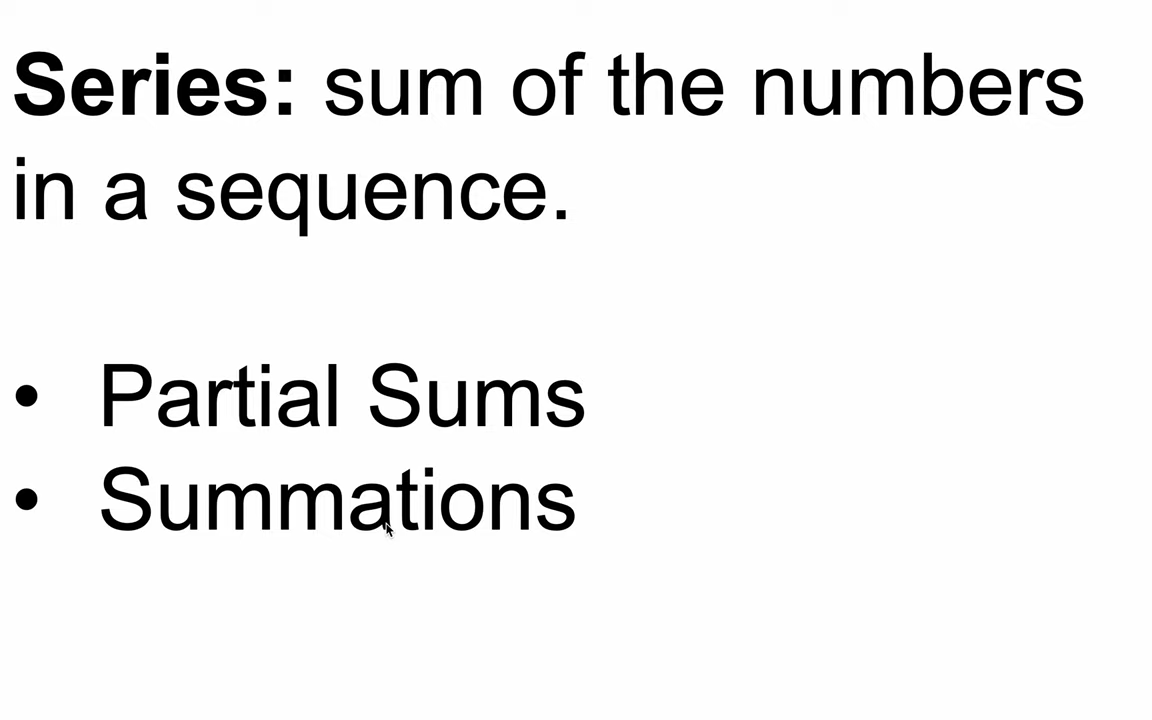 Series: sum of the numbers
in a sequence.
• Partial Sums
• Summations